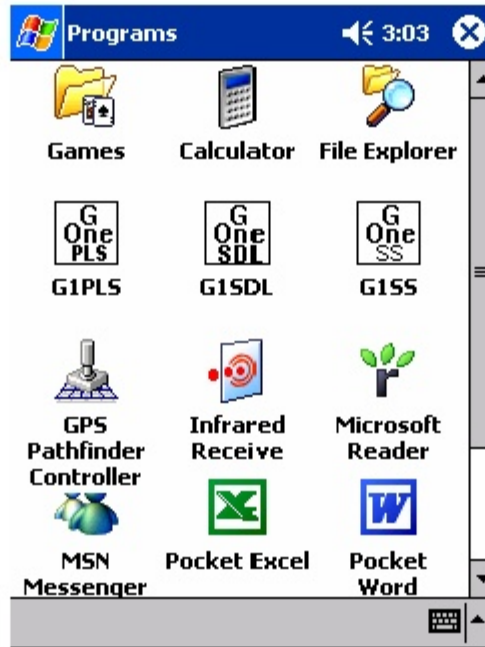 Programs 3:03
Games Calculator File Explorer
G One PLS G One SDL G One SS
G1PLS G1SDL G1SS
GPS Pathfinder Controller
Infrared Receive
Microsoft Reader
W
MSN Messenger
Pocket Excel
Pocket Word